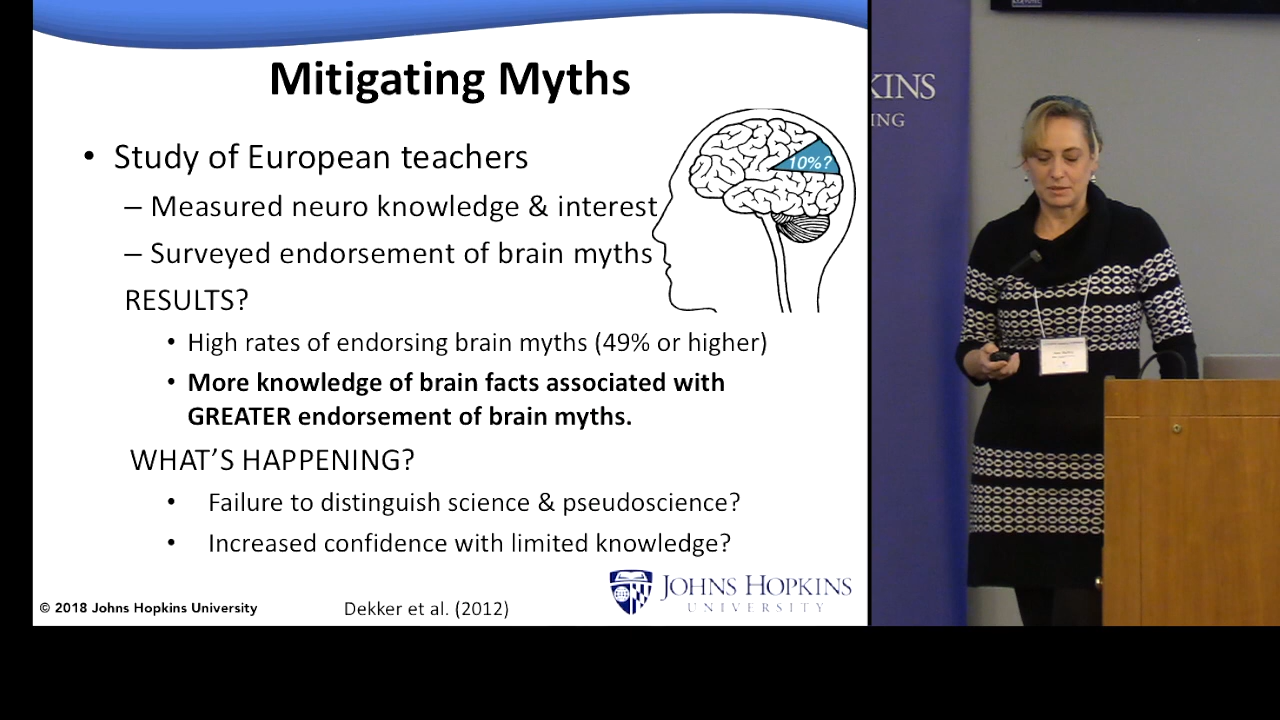 Mitigating Myths
• Study of European teachers
– Measured neuro knowledge & interest
– Surveyed endorsement of brain myths
10%?
RESULTS?
• High rates of endorsing brain myths (49% or higher)
• More knowledge of brain facts associated with
GREATER endorsement of brain myths.
WHAT'S HAPPENING?
• Failure to distinguish science & pseudoscience?
• Increased confidence with limited knowledge?
© 2018 Johns Hopkins University
Dekker et al. (2012)
JOHNS HOPKINS
UNIVERSITY
KINS
ING